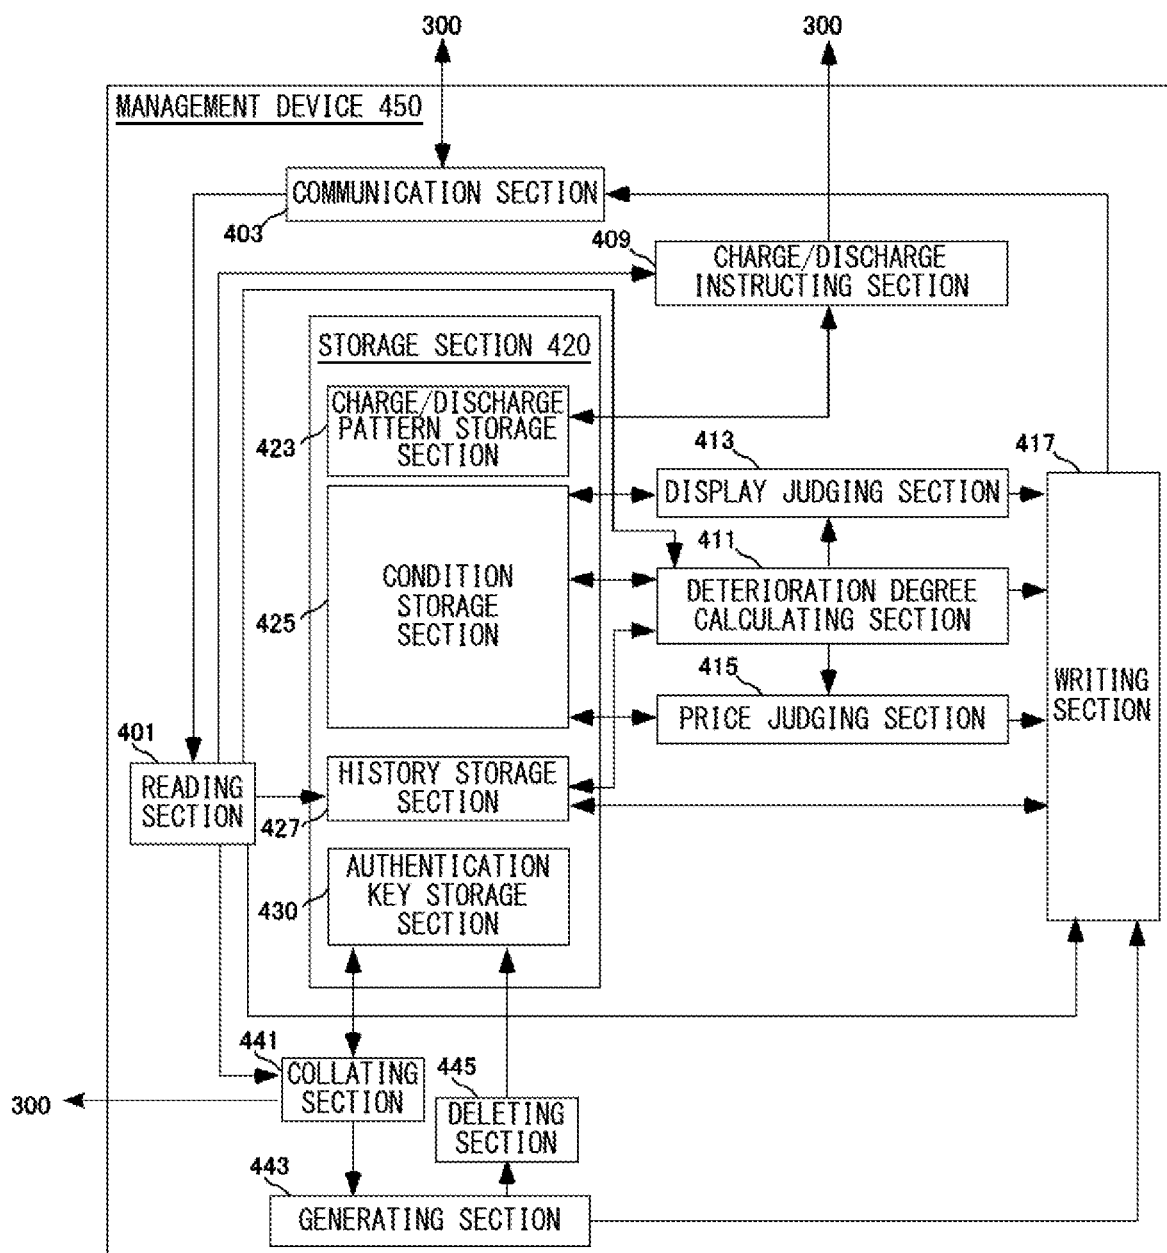 300
300
MANAGEMENT DEVICE 450
COMMUNICATION SECTION
403
409
CHARGE/DISCHARGE
INSTRUCTING SECTION
STORAGE SECTION 420
CHARGE/DISCHARGE
PATTERN STORAGE
SECTION
423
413
DISPLAY JUDGING SECTION
417
411
DETERIORATION DEGREE
CALCULATING SECTION
CONDITION
STORAGE
SECTION
425
415
PRICE JUDGING SECTION
WRITING
SECTION
401
READING
SECTION
HISTORY STORAGE
SECTION
427
AUTHENTICATION
KEY STORAGE
SECTION
430
441
COLLATING
SECTION
300
445
DELETING
SECTION
443
GENERATING SECTION